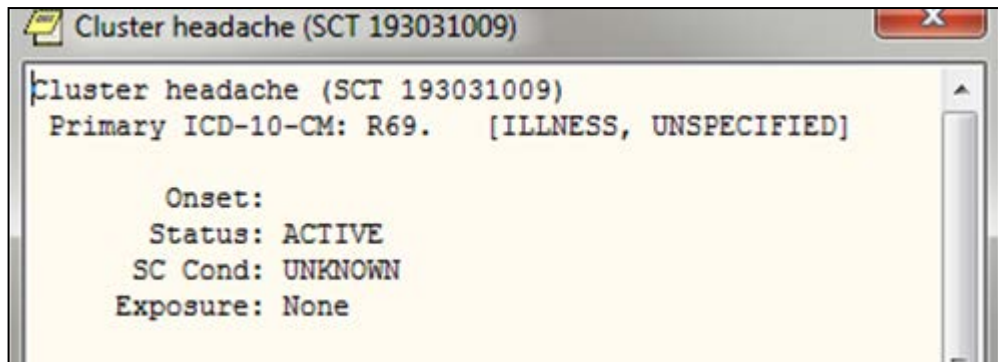 Cluster headache (SCT 193031009)
Cluster headache (SCT 193031009)
Primary ICD-10-CM: R69. [ILLNESS, UNSPECIFIED]
Onset:
Status: ACTIVE
SC Cond: UNKNOWN
Exposure: None